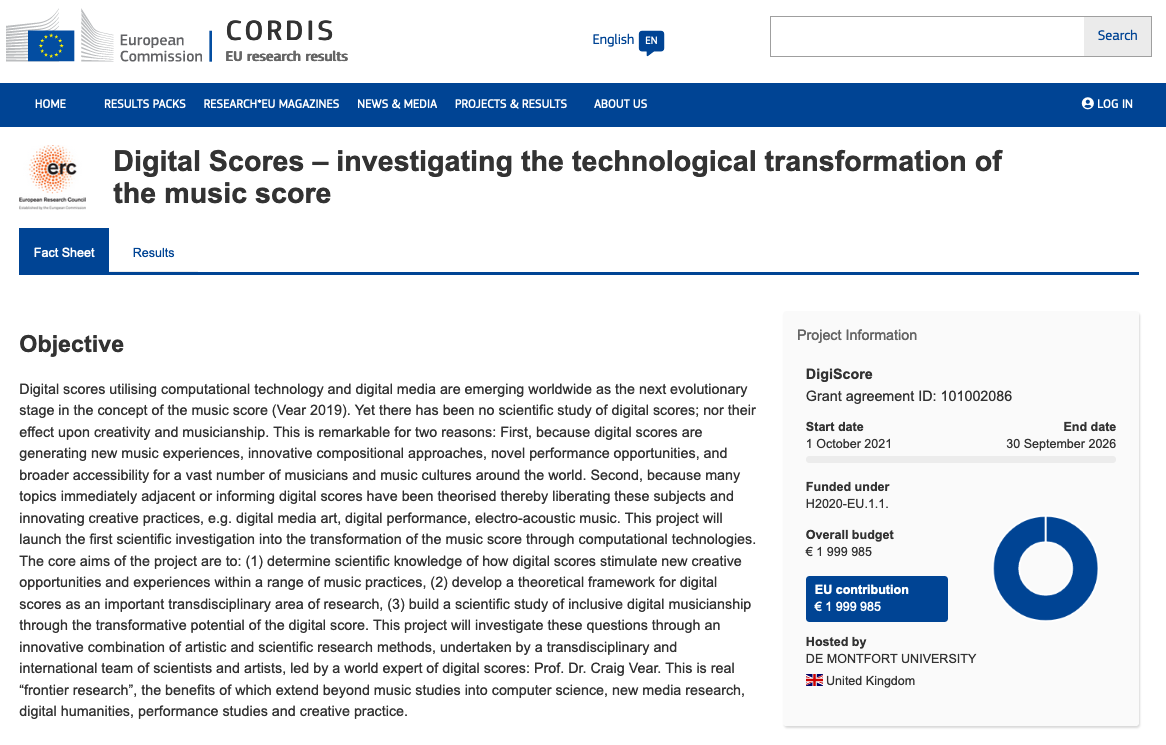 European
Commission
CORDIS
EU research results
English EN
Search
HOME RESULTS PACKS RESEARCH*EU MAGAZINES NEWS & MEDIA PROJECTS & RESULTS ABOUT US LOG IN
erc
European Research Council
Established by the European Commission
Digital Scores – investigating the technological transformation of
the music score
Fact Sheet Results
Objective
Digital scores utilising computational technology and digital media are emerging worldwide as the next evolutionary
stage in the concept of the music score (Vear 2019). Yet there has been no scientific study of digital scores; nor their
effect upon creativity and musicianship. This is remarkable for two reasons: First, because digital scores are
generating new music experiences, innovative compositional approaches, novel performance opportunities, and
broader accessibility for a vast number of musicians and music cultures around the world. Second, because many
topics immediately adjacent or informing digital scores have been theorised thereby liberating these subjects and
innovating creative practices, e.g. digital media art, digital performance, electro-acoustic music. This project will
launch the first scientific investigation into the transformation of the music score through computational technologies.
The core aims of the project are to: (1) determine scientific knowledge of how digital scores stimulate new creative
opportunities and experiences within a range of music practices, (2) develop a theoretical framework for digital
scores as an important transdisciplinary area of research, (3) build a scientific study of inclusive digital musicianship
through the transformative potential of the digital score. This project will investigate these questions through an
innovative combination of artistic and scientific research methods, undertaken by a transdisciplinary and
international team of scientists and artists, led by a world expert of digital scores: Prof. Dr. Craig Vear. This is real
“frontier research”, the benefits of which extend beyond music studies into computer science, new media research,
digital humanities, performance studies and creative practice.
Project Information
DigiScore
Grant agreement ID: 101002086
Start date End date
1 October 2021 30 September 2026
Funded under
H2020-EU.1.1.
Overall budget
€ 1 999 985
EU contribution
€ 1 999 985
Hosted by
DE MONTFORT UNIVERSITY
United Kingdom